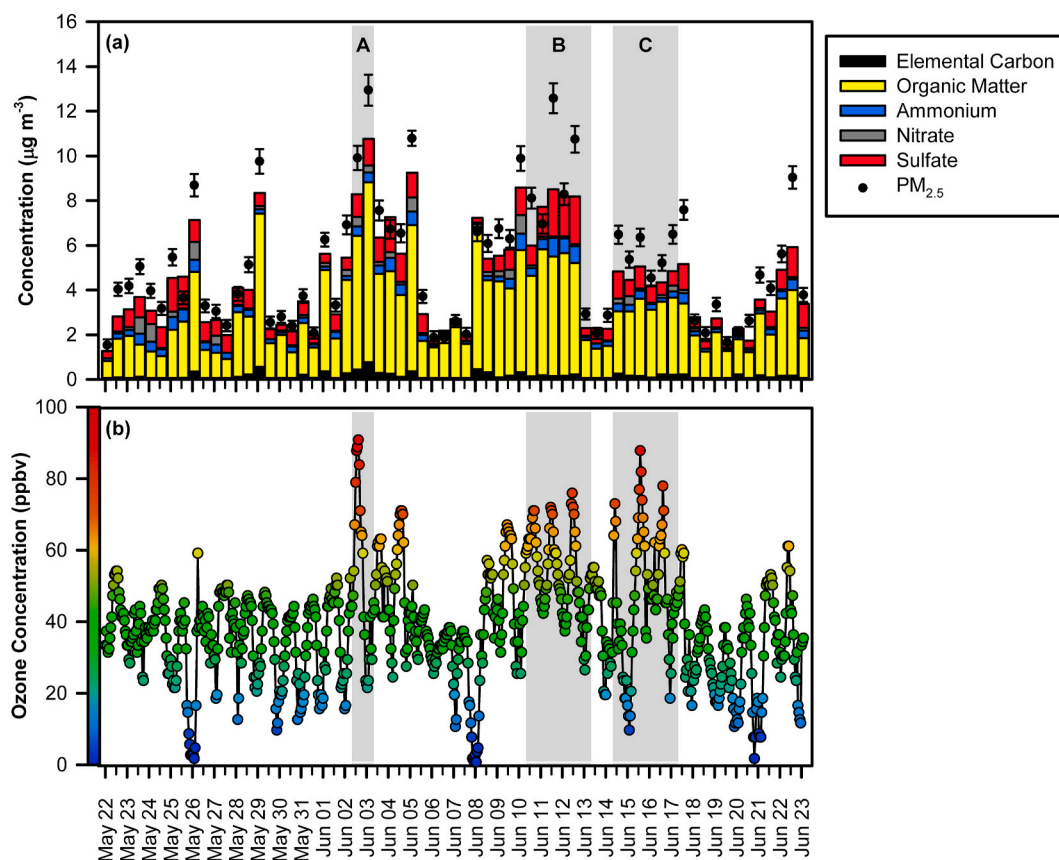 (a)
A
B
C
Concentration (µg m⁻³)
16
14
12
10
8
6
4
2
0
Elemental Carbon
Organic Matter
Ammonium
Nitrate
Sulfate
PM₂.₅
(b)
Ozone Concentration (ppbv)
100
80
60
40
20
0
May 22
May 23
May 24
May 25
May 26
May 27
May 28
May 29
May 30
May 31
Jun 01
Jun 02
Jun 03
Jun 04
Jun 05
Jun 06
Jun 07
Jun 08
Jun 09
Jun 10
Jun 11
Jun 12
Jun 13
Jun 14
Jun 15
Jun 16
Jun 17
Jun 18
Jun 19
Jun 20
Jun 21
Jun 22
Jun 23